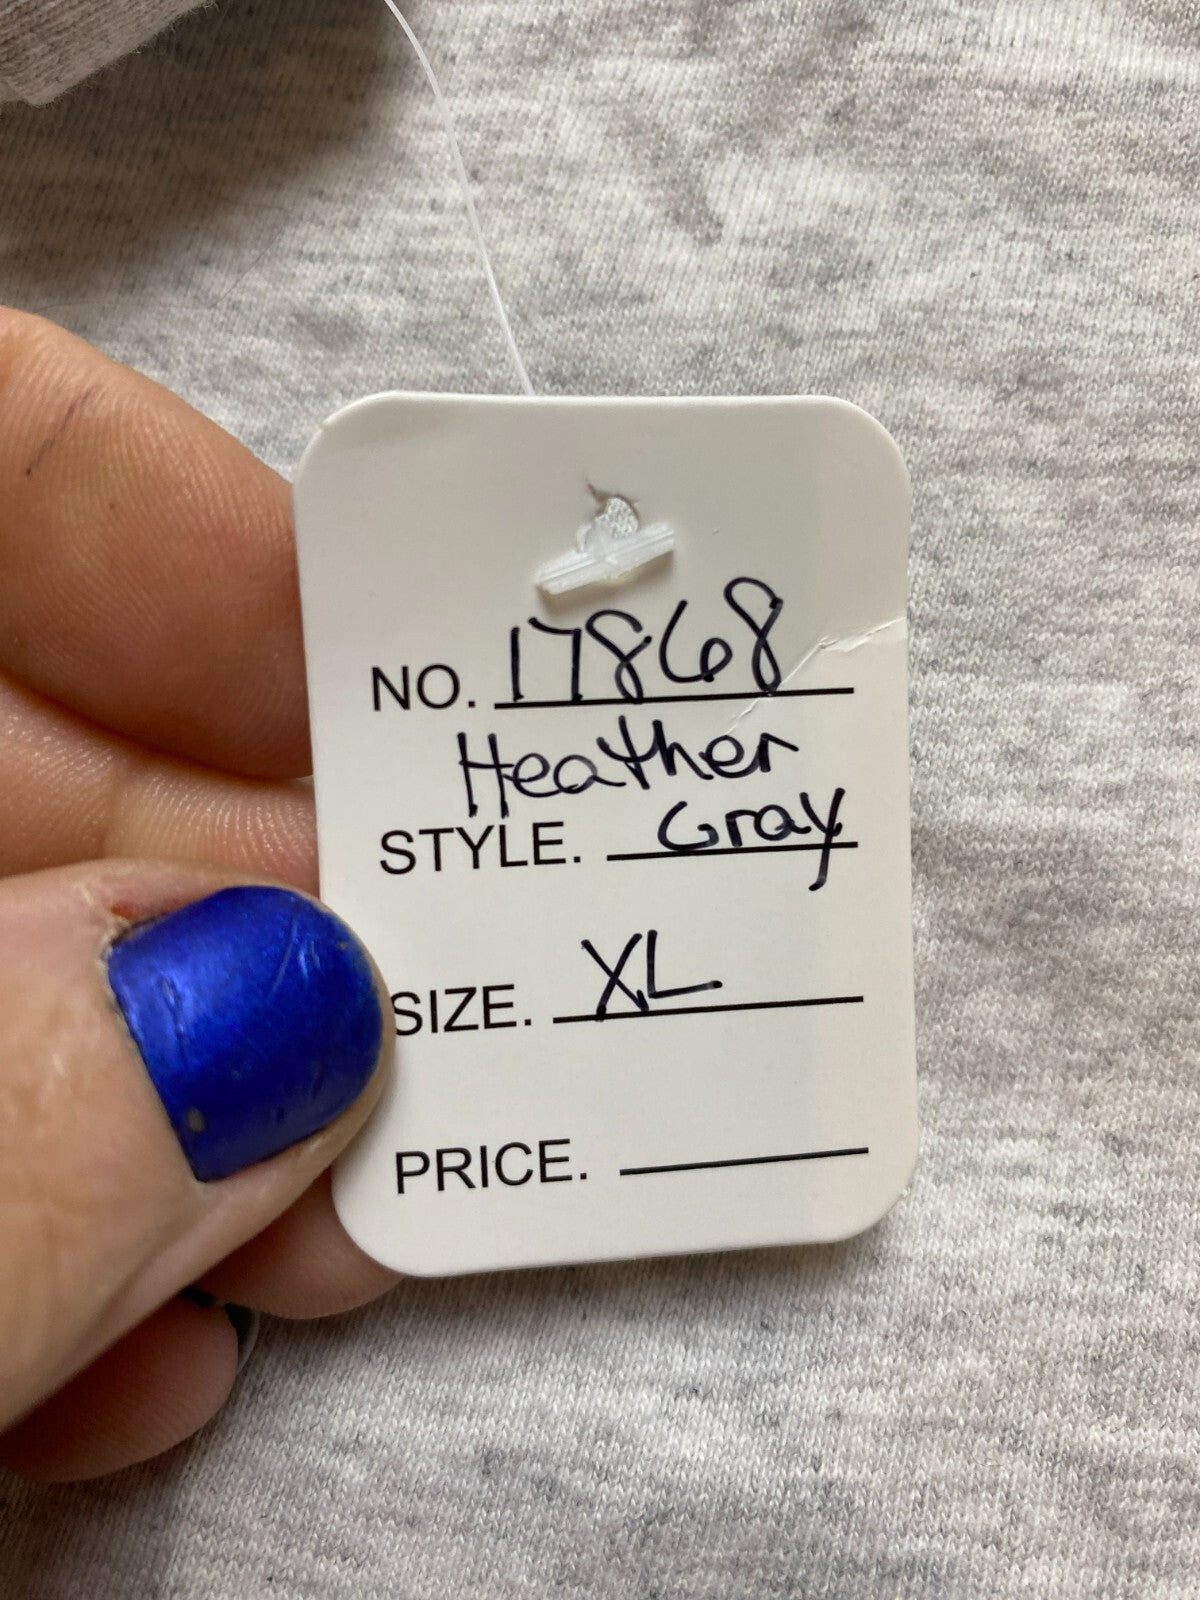 NO. 17868
Heather
STYLE. Gray
SIZE. XL
PRICE.